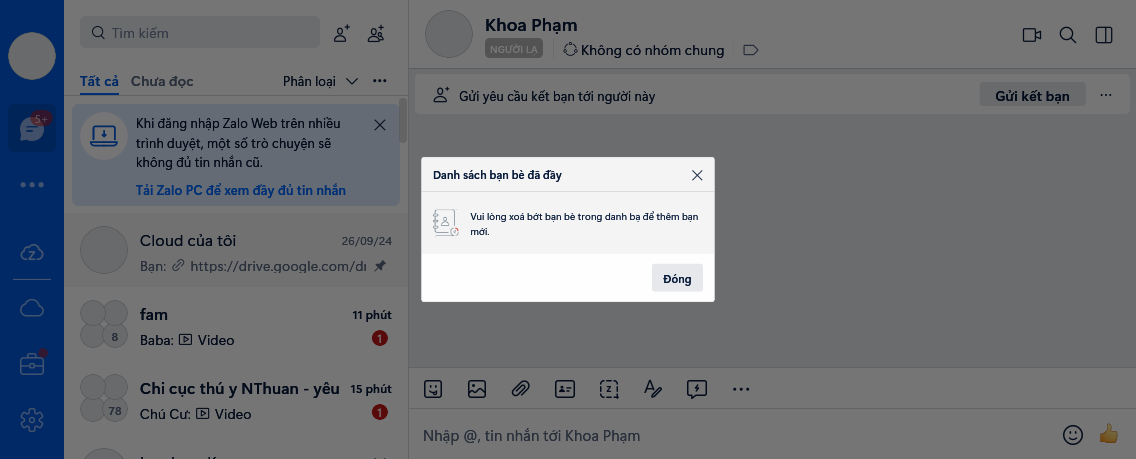 Tìm kiếm
Tất cả
Chưa đọc
Phân loại
Khi đăng nhập Zalo Web trên nhiều
trình duyệt, một số trò chuyện sẽ
không đủ tin nhắn cũ.
Tải Zalo PC để xem đầy đủ tin nhắn
5+
Cloud của tôi
26/09/24
Bạn: https://drive.google.com/dr
fam
11 phút
8
Baba: Video
1
Chi cục thú y NThuan - yêu
15 phút
78
Chú Cư: Video
1
Khoa Phạm
NGƯỜI LẠ
Không có nhóm chung
Gửi yêu cầu kết bạn tới người này
Gửi kết bạn
Danh sách bạn bè đã đầy
Vui lòng xoá bớt bạn bè trong danh bạ để thêm bạn
mới.
Đóng
Nhập @, tin nhắn tới Khoa Phạm